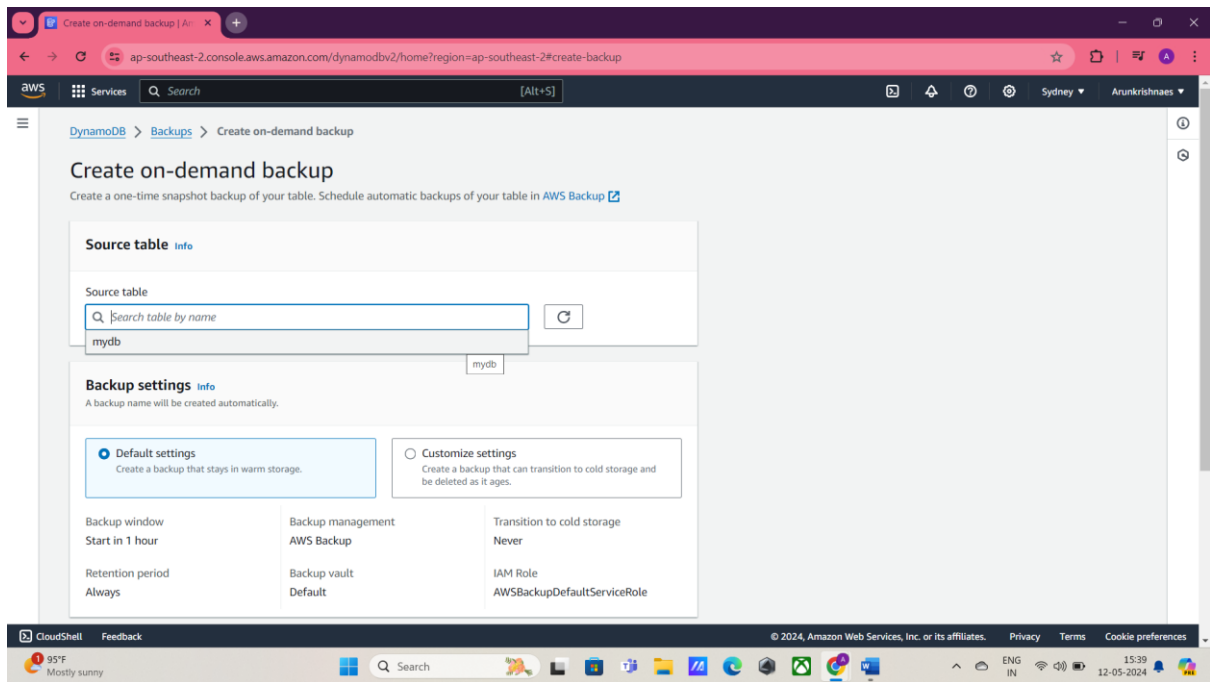 Create on-demand backup | Am
ap-southeast-2.console.aws.amazon.com/dynamodbv2/home?region=ap-southeast-2#create-backup
A
aws Services Search [Alt+S] Sydney Arunkrishnaes
DynamoDB > Backups > Create on-demand backup
Create on-demand backup
Create a one-time snapshot backup of your table. Schedule automatic backups of your table in AWS Backup
Source table Info
Source table
Search table by name
mydb
mydb
Backup settings Info
A backup name will be created automatically.
Default settings
Create a backup that stays in warm storage.
Customize settings
Create a backup that can transition to cold storage and
be deleted as it ages.
Backup window Backup management Transition to cold storage
Start in 1 hour AWS Backup Never
Retention period Backup vault IAM Role
Always Default AWSBackupDefaultServiceRole
CloudShell Feedback © 2024, Amazon Web Services, Inc. or its affiliates. Privacy Terms Cookie preferences
1 95°F Search ENG 15:39
Mostly sunny IN 12-05-2024
PRE